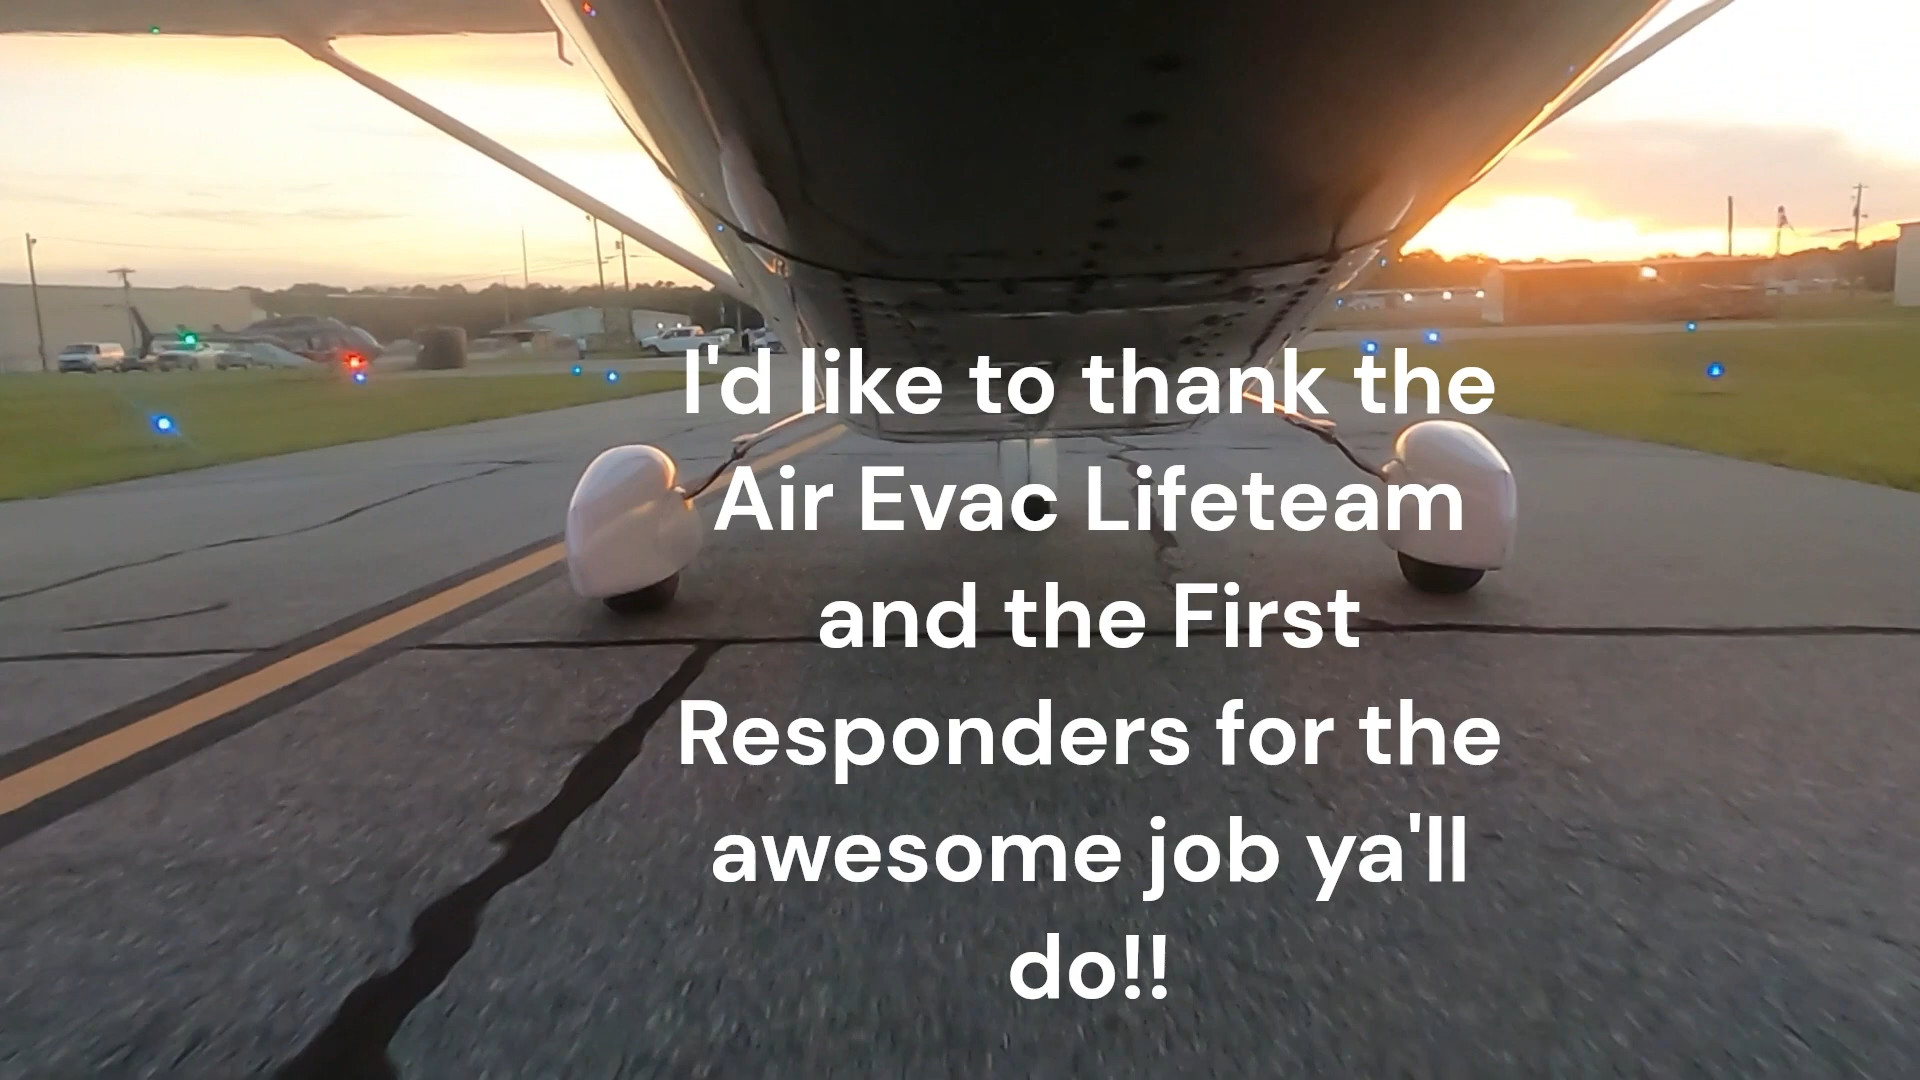 I'd like to thank the
Air Evac Lifeteam
and the First
Responders for the
awesome job ya'll
do!!